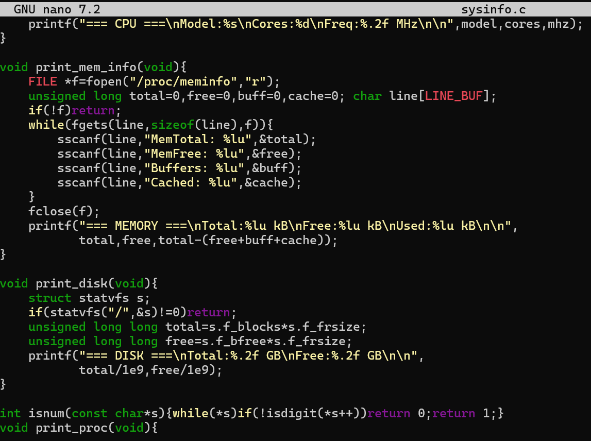 GNU nano 7.2 sysinfo.c
    printf("=== CPU ===\nModel:%s\nCores:%d\nFreq:%.2f MHz\n\n",model,cores,mhz);
}
void print_mem_info(void){
    FILE *f=fopen("/proc/meminfo","r");
    unsigned long total=0,free=0,buff=0,cache=0; char line[LINE_BUF];
    if(!f)return;
    while(fgets(line,sizeof(line),f)){
        sscanf(line,"MemTotal: %lu",&total);
        sscanf(line,"MemFree: %lu",&free);
        sscanf(line,"Buffers: %lu",&buff);
        sscanf(line,"Cached: %lu",&cache);
    }
    fclose(f);
    printf("=== MEMORY ===\nTotal:%lu kB\nFree:%lu kB\nUsed:%lu kB\n\n",
           total,free,total-(free+buff+cache));
}
void print_disk(void){
    struct statvfs s;
    if(statvfs("/",&s)!=0)return;
    unsigned long long total=s.f_blocks*s.f_frsize;
    unsigned long long free=s.f_bfree*s.f_frsize;
    printf("=== DISK ===\nTotal:%.2f GB\nFree:%.2f GB\n\n",
           total/1e9,free/1e9);
}
int isnum(const char*s){while(*s)if(!isdigit(*s++))return 0;return 1;}
void print_proc(void){